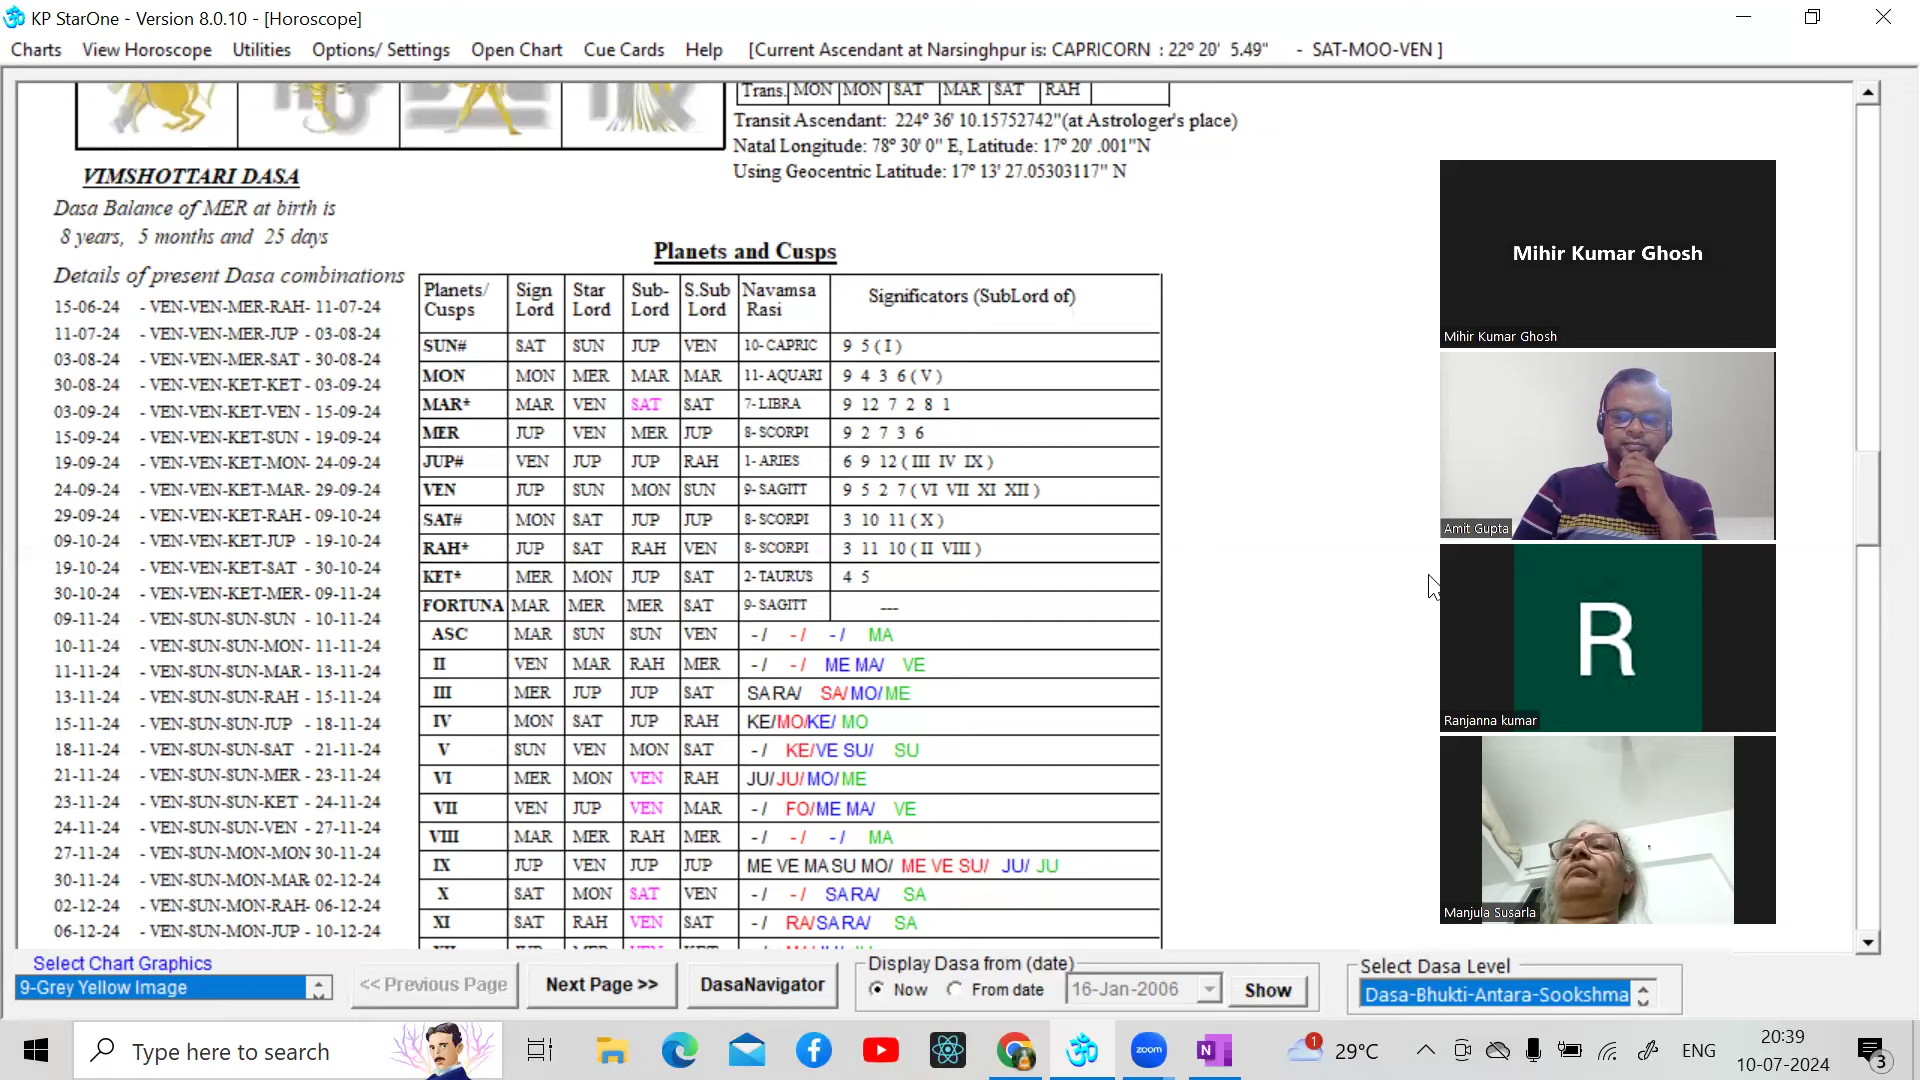 KP StarOne - Version 8.0.10 - [Horoscope]
Charts View Horoscope Utilities Options/ Settings Open Chart Cue Cards Help [Current Ascendant at Narsinghpur is: CAPRICORN : 22º 20' 5.49" - SAT-MOO-VEN ]
Trans. MON MON SAT MAR SAT RAH
Transit Ascendant: 224º 36' 10.15752742"(at Astrologer's place)
Natal Longitude: 78º 30' 0" E, Latitude: 17º 20' .001"N
Using Geocentric Latitude: 17º 13' 27.05303117" N
VIMSHOTTARI DASA
Dasa Balance of MER at birth is
8 years, 5 months and 25 days
Details of present Dasa combinations
15-06-24 - VEN-VEN-MER-RAH- 11-07-24
11-07-24 - VEN-VEN-MER-JUP - 03-08-24
03-08-24 - VEN-VEN-MER-SAT - 30-08-24
30-08-24 - VEN-VEN-KET-KET - 03-09-24
03-09-24 - VEN-VEN-KET-VEN - 15-09-24
15-09-24 - VEN-VEN-KET-SUN - 19-09-24
19-09-24 - VEN-VEN-KET-MON- 24-09-24
24-09-24 - VEN-VEN-KET-MAR- 29-09-24
29-09-24 - VEN-VEN-KET-RAH - 09-10-24
09-10-24 - VEN-VEN-KET-JUP - 19-10-24
19-10-24 - VEN-VEN-KET-SAT - 30-10-24
30-10-24 - VEN-VEN-KET-MER- 09-11-24
09-11-24 - VEN-SUN-SUN-SUN - 10-11-24
10-11-24 - VEN-SUN-SUN-MON- 11-11-24
11-11-24 - VEN-SUN-SUN-MAR - 13-11-24
13-11-24 - VEN-SUN-SUN-RAH - 15-11-24
15-11-24 - VEN-SUN-SUN-JUP - 18-11-24
18-11-24 - VEN-SUN-SUN-SAT - 21-11-24
21-11-24 - VEN-SUN-SUN-MER - 23-11-24
23-11-24 - VEN-SUN-SUN-KET - 24-11-24
24-11-24 - VEN-SUN-SUN-VEN - 27-11-24
27-11-24 - VEN-SUN-MON-MON 30-11-24
30-11-24 - VEN-SUN-MON-MAR 02-12-24
02-12-24 - VEN-SUN-MON-RAH- 06-12-24
06-12-24 - VEN-SUN-MON-JUP - 10-12-24
Planets and Cusps
Planets/ Cusps Sign Lord Star Lord Sub- Lord S.Sub Lord Navamsa Rasi Significators (SubLord of)
SUN# SAT SUN JUP VEN 10- CAPRIC 9 5 ( I )
MON MON MER MAR MAR 11- AQUARI 9 4 3 6 ( V )
MAR* MAR VEN SAT SAT 7- LIBRA 9 12 7 2 8 1
MER JUP VEN MER JUP 8- SCORPI 9 2 7 3 6
JUP# VEN JUP JUP RAH 1- ARIES 6 9 12 ( III IV IX )
VEN JUP SUN MON SUN 9- SAGITT 9 5 2 7 ( VI VII XI XII )
SAT# MON SAT JUP JUP 8- SCORPI 3 10 11 ( X )
RAH* JUP SAT RAH VEN 8- SCORPI 3 11 10 ( II VIII )
KET* MER MON JUP SAT 2- TAURUS 4 5
FORTUNA MAR MER MER SAT 9- SAGITT ---
ASC MAR SUN SUN VEN - / - / - / MA
II VEN MAR RAH MER - / - / ME MA/ VE
III MER JUP JUP SAT SA RA/ SA/ MO/ ME
IV MON SAT JUP RAH KE/ MO/ KE/ MO
V SUN VEN MON SAT - / KE/ VE SU/ SU
VI MER MON VEN RAH JU/ JU/ MO/ ME
VII VEN JUP VEN MAR - / FO/ ME MA/ VE
VIII MAR MER RAH MER - / - / - / MA
IX JUP VEN JUP JUP ME VE MA SU MO/ ME VE SU/ JU/ JU
X SAT MON SAT VEN - / - / SA RA/ SA
XI SAT RAH VEN SAT - / RA/ SA RA/ SA
Mihir Kumar Ghosh
Mihir Kumar Ghosh
Amit Gupta
R
Ranjanna kumar
Manjula Susarla
Select Chart Graphics
9-Grey Yellow Image
<< Previous Page
Next Page >>
DasaNavigator
Display Dasa from (date)
Now From date 16-Jan-2006 Show
Select Dasa Level
Dasa-Bhukti-Antara-Sookshma
Type here to search
zoom
N
1
29°C
ENG
20:39
10-07-2024
3